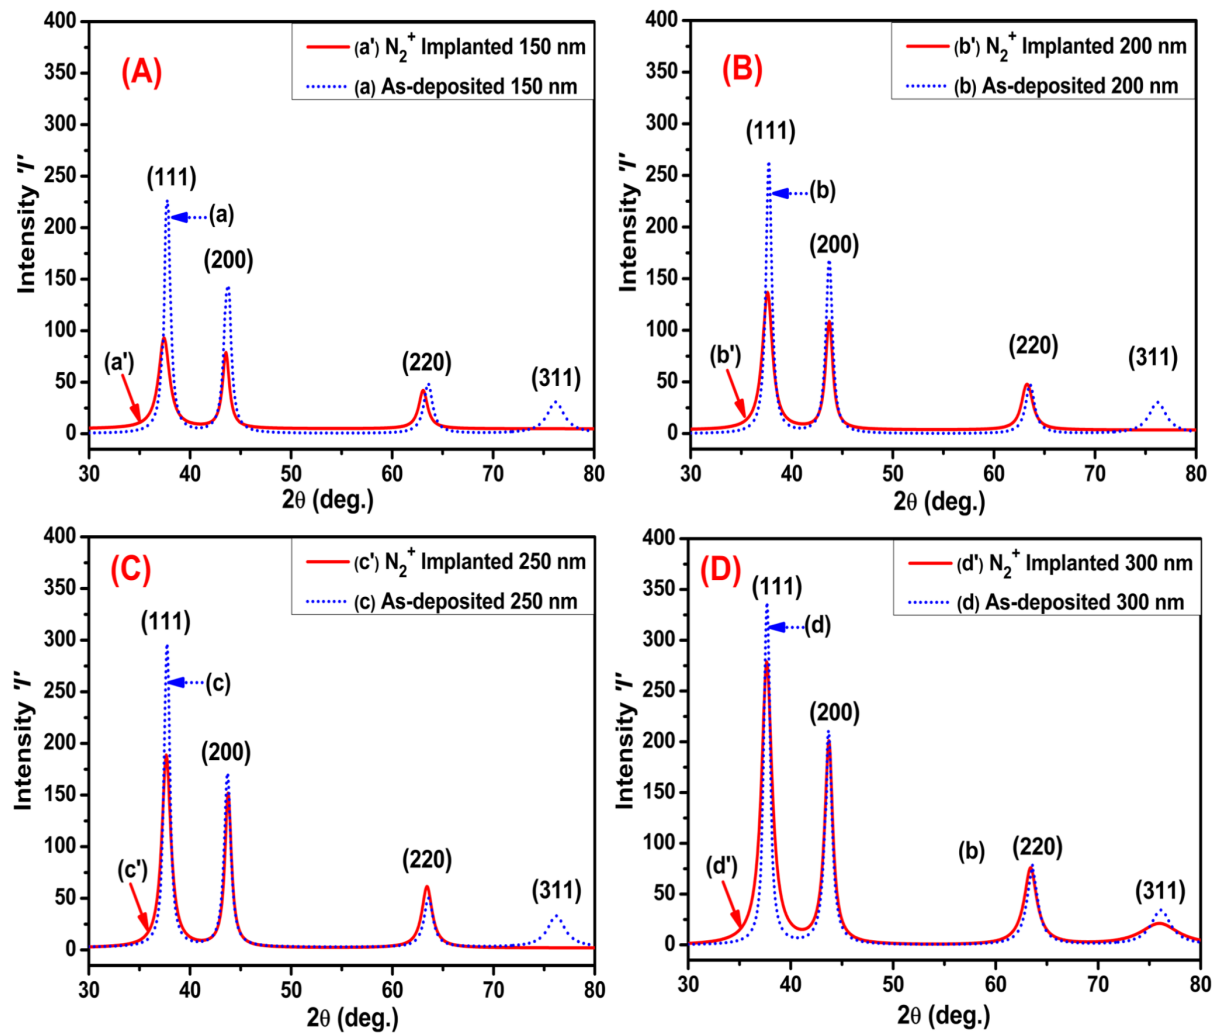 (A)
(a') N₂⁺ Implanted 150 nm
(a) As-deposited 150 nm
400
350
300
250
200
150
100
50
0
Intensity 'I'
(111)
(a)
(200)
(a')
(220)
(311)
30 40 50 60 70 80
2θ (deg.)
(B)
(b') N₂⁺ Implanted 200 nm
(b) As-deposited 200 nm
400
350
300
250
200
150
100
50
0
Intensity 'I'
(111)
(b)
(200)
(b')
(220)
(311)
30 40 50 60 70 80
2θ (deg.)
(C)
(c') N₂⁺ Implanted 250 nm
(c) As-deposited 250 nm
400
350
300
250
200
150
100
50
0
Intensity 'I'
(111)
(c)
(200)
(c')
(220)
(311)
30 40 50 60 70 80
2θ (deg.)
(D)
(d') N₂⁺ Implanted 300 nm
(d) As-deposited 300 nm
400
350
300
250
200
150
100
50
0
Intensity 'I'
(111)
(d)
(200)
(d')
(b)
(220)
(311)
30 40 50 60 70 80
2θ (deg.)